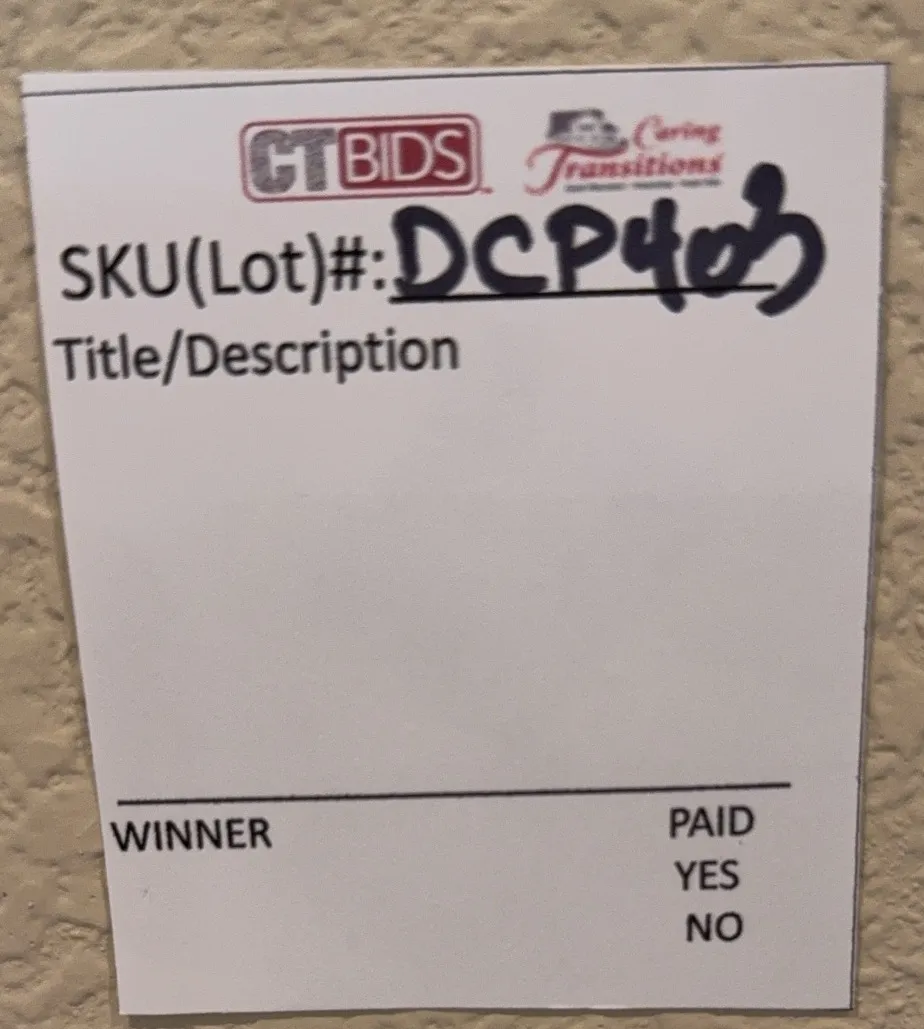 CTBIDS Caring
Transitions
SKU(Lot)#: DCP403
Title/Description
WINNER PAID
YES
NO